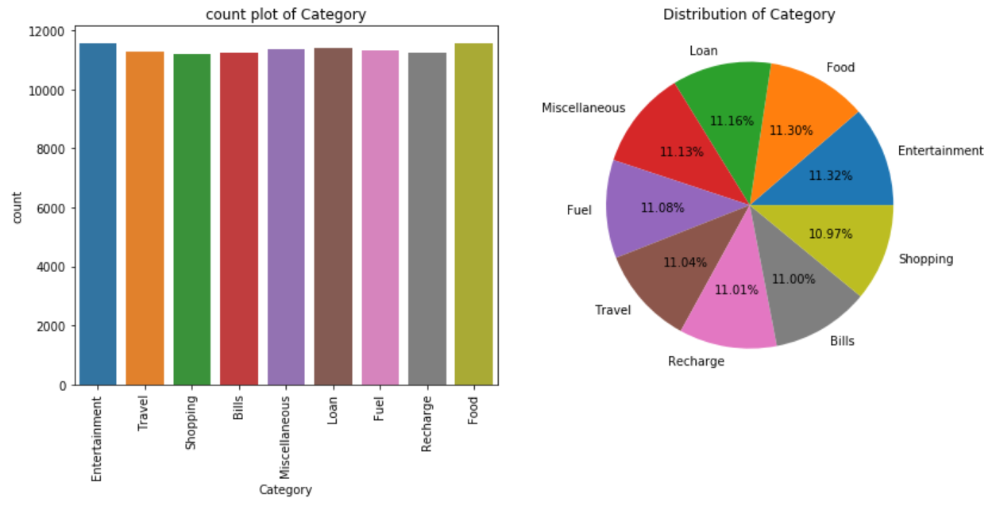 count plot of Category
12000
10000
8000
6000
4000
2000
0
count
Entertainment
Travel
Shopping
Bills
Miscellaneous
Loan
Fuel
Recharge
Food
Category
Distribution of Category
Loan
Food
Miscellaneous
11.16%
11.30%
11.13%
Entertainment
11.32%
Fuel
11.08%
10.97%
Shopping
11.04%
11.01%
11.00%
Travel
Bills
Recharge